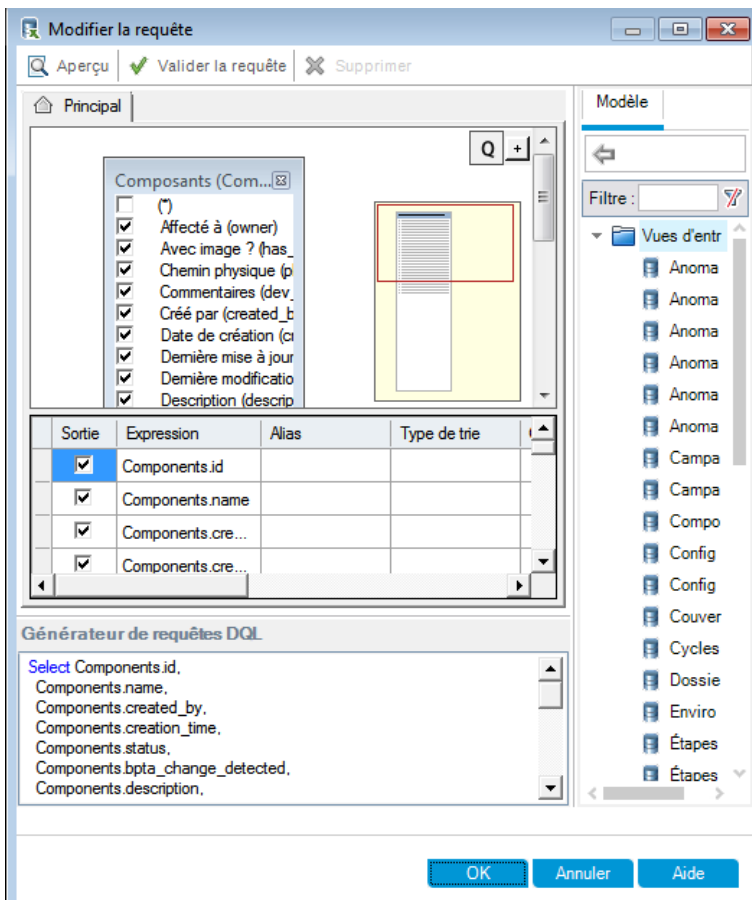 Modifier la requête
Aperçu Valider la requête Supprimer
Principal
Q +
Composants (Com...
(*)
Affecté à (owner)
Avec image ? (has_
Chemin physique (p
Commentaires (dev_
Créé par (created_b
Date de création (cr
Dernière mise à jour
Dernière modificatio
Description (descrip
Sortie Expression Alias Type de trie
Components.id
Components.name
Components.cre...
Components.cre...
Générateur de requêtes DQL
Select Components.id,
Components.name,
Components.created_by,
Components.creation_time,
Components.status,
Components.bpta_change_detected,
Components.description,
Modèle
Filtre :
Vues d'entr
Anoma
Anoma
Anoma
Anoma
Anoma
Anoma
Campa
Campa
Compo
Config
Config
Couver
Cycles
Dossie
Enviro
Étapes
Étapes
OK Annuler Aide